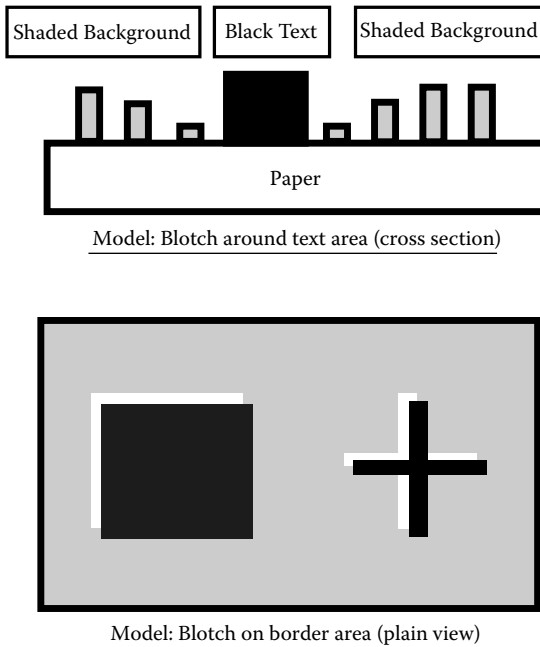 Shaded Background
Black Text
Shaded Background
Paper
Model: Blotch around text area (cross section)
Model: Blotch on border area (plain view)